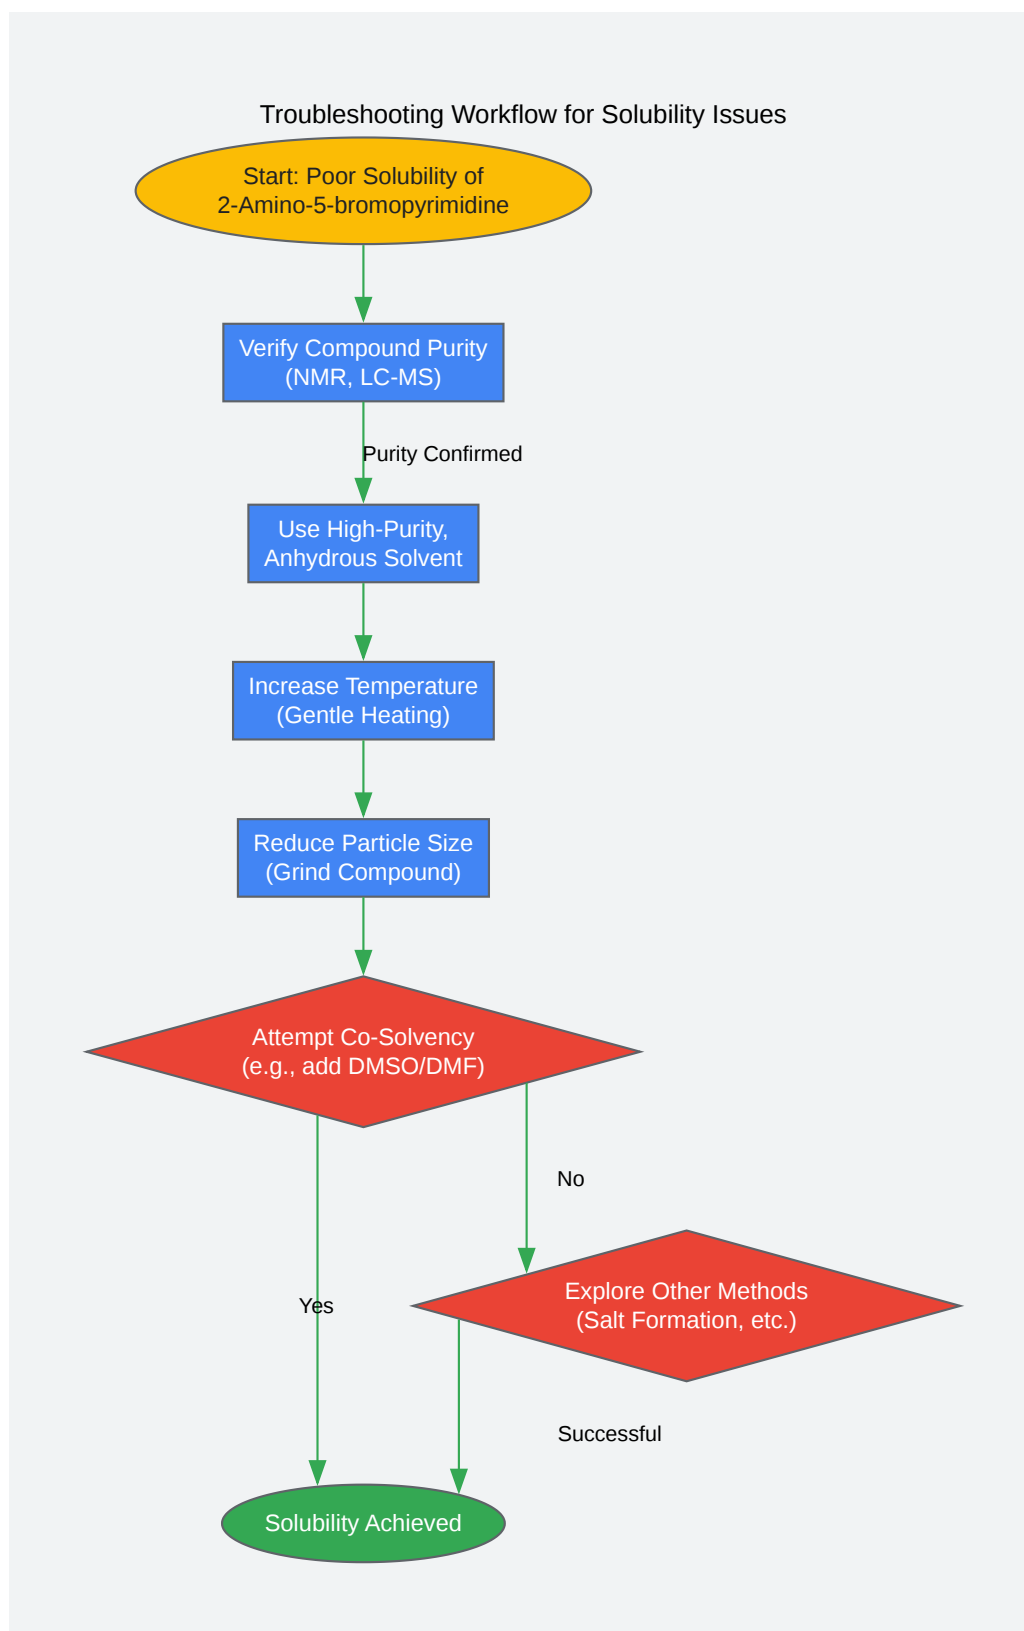 Troubleshooting Workflow for Solubility Issues
Start: Poor Solubility of
2-Amino-5-bromopyrimidine
Verify Compound Purity
(NMR, LC-MS)
Purity Confirmed
Use High-Purity,
Anhydrous Solvent
Increase Temperature
(Gentle Heating)
Reduce Particle Size
(Grind Compound)
Attempt Co-Solvency
(e.g., add DMSO/DMF)
No
Explore Other Methods
(Salt Formation, etc.)
Yes
Successful
Solubility Achieved